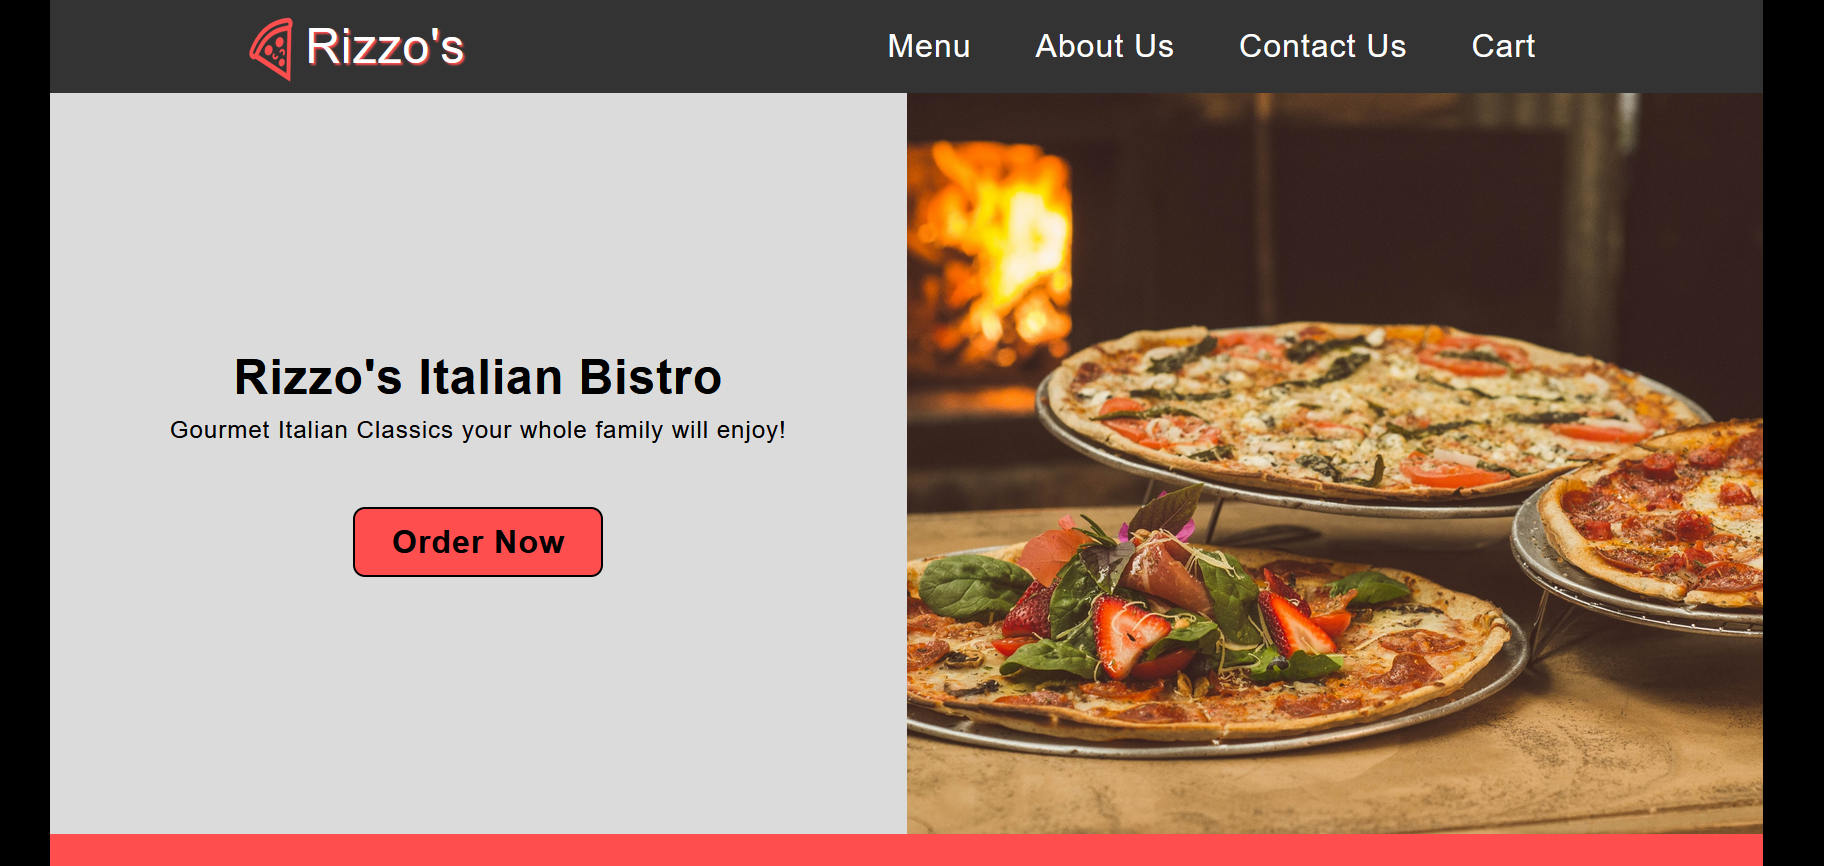 Rizzo's
Menu About Us Contact Us Cart
Rizzo's Italian Bistro
Gourmet Italian Classics your whole family will enjoy!
Order Now